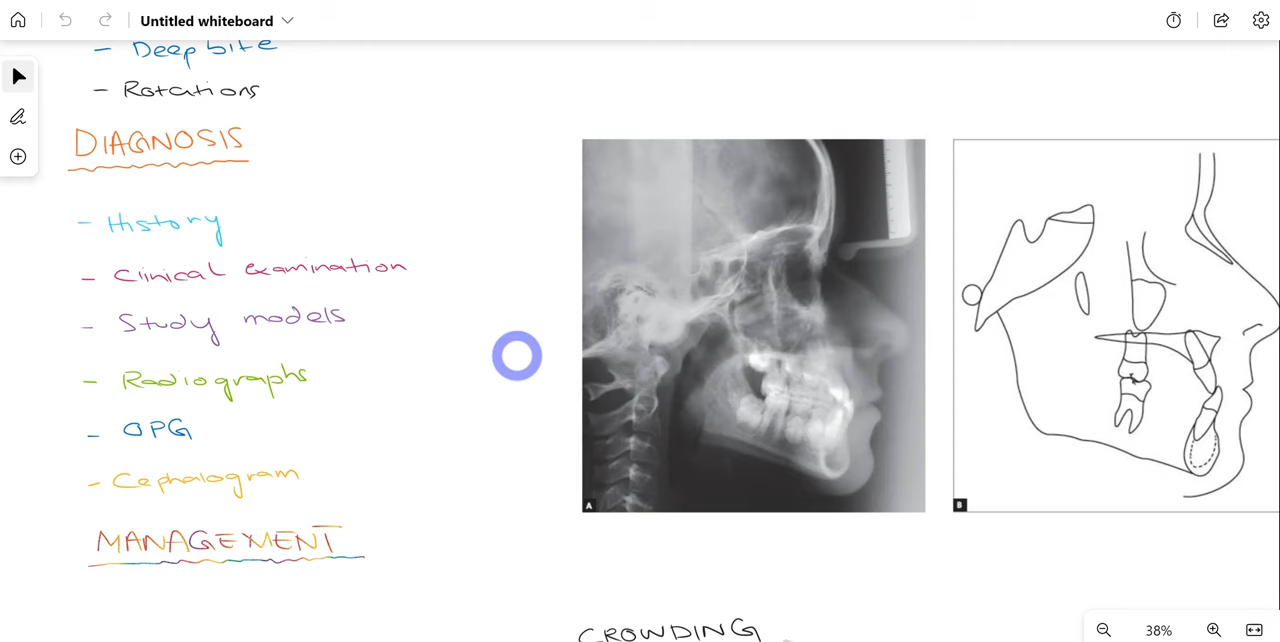 Untitled whiteboard
- Deep bite
- Rotations
DIAGNOSIS
- History
- Clinical examination
- Study models
- Radiographs
- OPG
- Cephalogram
MANAGEMENT
A
B
CROWDING
38%